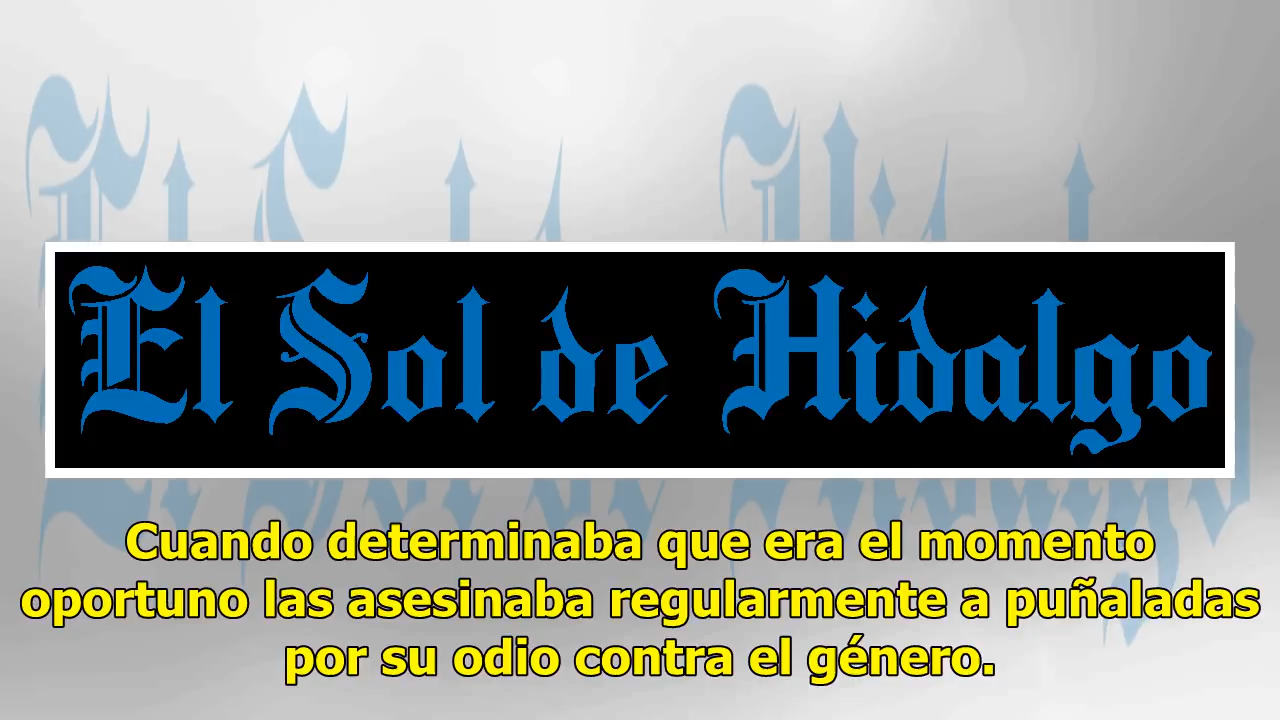 El Sol de Hidalgo
Cuando determinaba que era el momento
oportuno las asesinaba regularmente a puñaladas
por su odio contra el género.